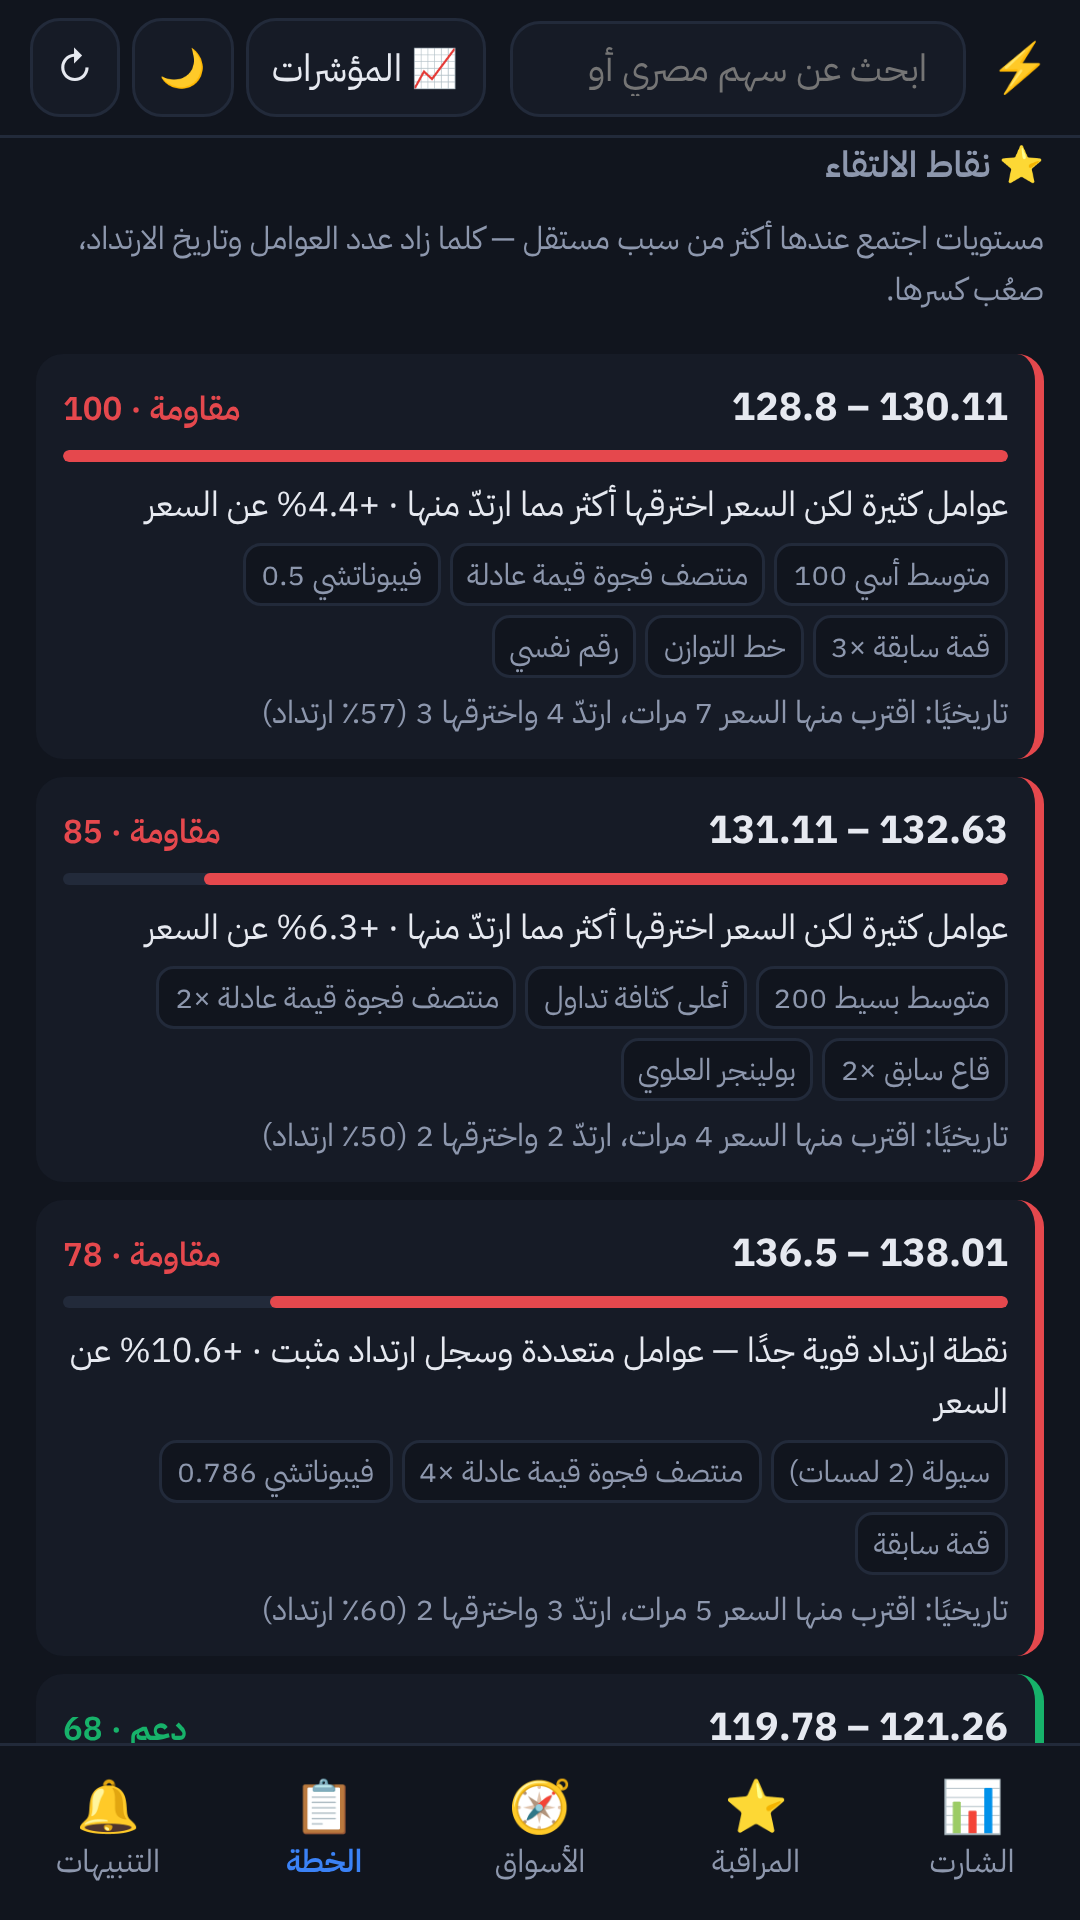 ابحث عن سهم مصري أو
المؤشرات
نقاط الالتقاء
مستويات اجتمع عندها أكثر من سبب مستقل — كلما زاد عدد العوامل وتاريخ الارتداد،
صعُب كسرها.
128.8 – 130.11
مقاومة · 100
عوامل كثيرة لكن السعر اخترقها أكثر مما ارتدّ منها · +4.4% عن السعر
متوسط أسي 100 منتصف فجوة قيمة عادلة فيبوناتشي 0.5
قمة سابقة ×3 خط التوازن رقم نفسي
تاريخيًا: اقترب منها السعر 7 مرات، ارتدّ 4 واخترقها 3 (57٪ ارتداد)
131.11 – 132.63
مقاومة · 85
عوامل كثيرة لكن السعر اخترقها أكثر مما ارتدّ منها · +6.3% عن السعر
متوسط بسيط 200 أعلى كثافة تداول منتصف فجوة قيمة عادلة ×2
قاع سابق ×2 بولينجر العلوي
تاريخيًا: اقترب منها السعر 4 مرات، ارتدّ 2 واخترقها 2 (50٪ ارتداد)
136.5 – 138.01
مقاومة · 78
نقطة ارتداد قوية جدًا — عوامل متعددة وسجل ارتداد مثبت · +10.6% عن
السعر
سيولة (2 لمسات) منتصف فجوة قيمة عادلة ×4 فيبوناتشي 0.786
قمة سابقة
تاريخيًا: اقترب منها السعر 5 مرات، ارتدّ 3 واخترقها 2 (60٪ ارتداد)
119.78 – 121.26
دعم · 68
الشارت
المراقبة
الأسواق
الخطة
التنبيهات